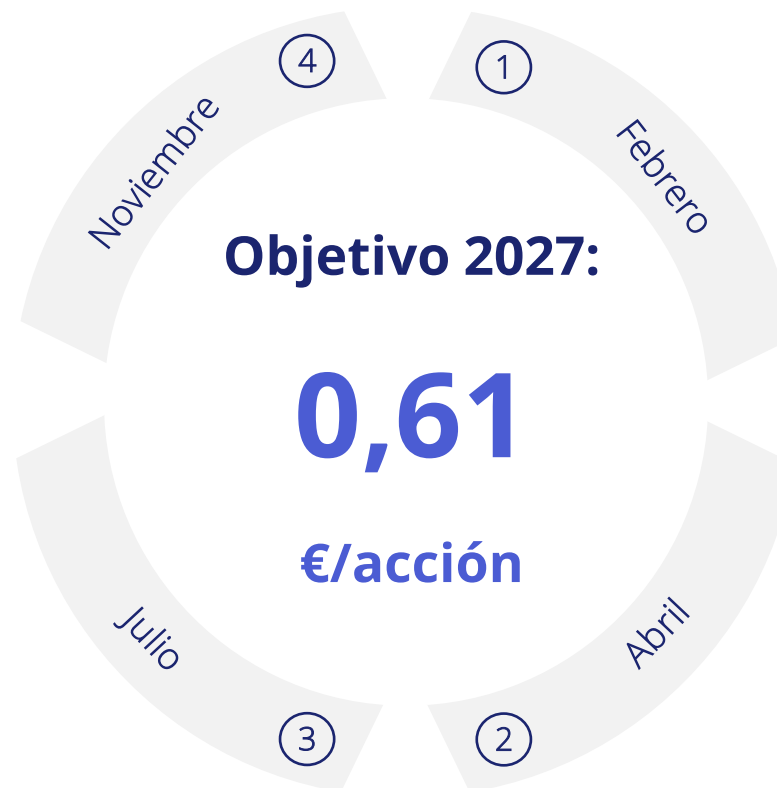 1
Febrero
2
Abril
3
Julio
4
Noviembre
Objetivo 2027:
0,61
€/acción